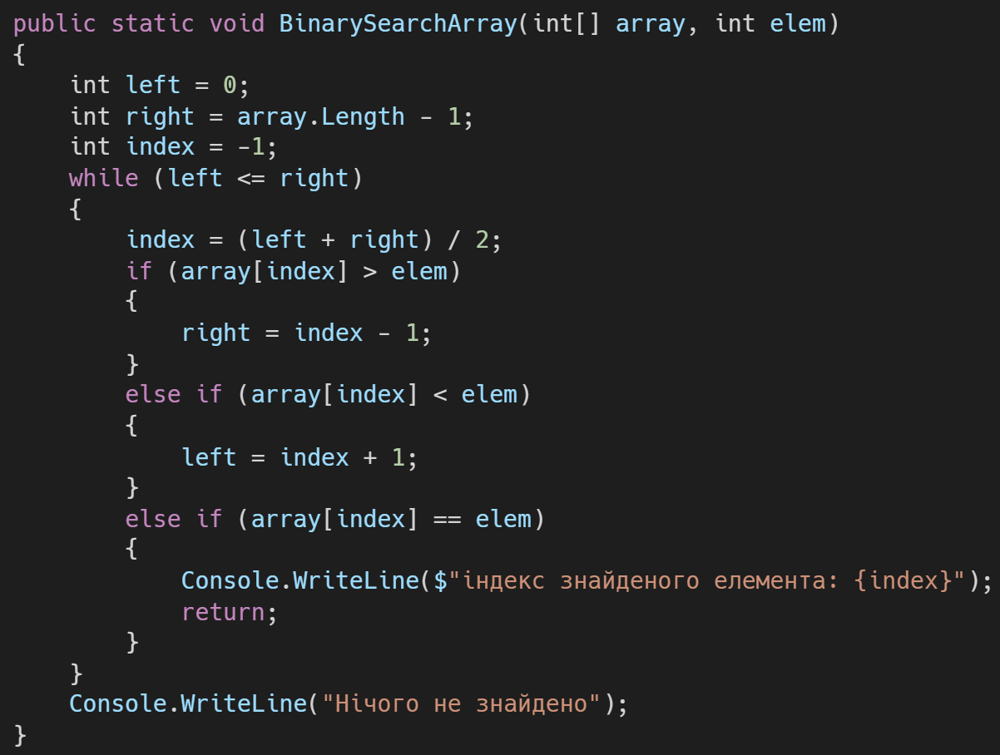 public static void BinarySearchArray(int[] array, int elem)
{
    int left = 0;
    int right = array.Length - 1;
    int index = -1;
    while (left <= right)
    {
        index = (left + right) / 2;
        if (array[index] > elem)
        {
            right = index - 1;
        }
        else if (array[index] < elem)
        {
            left = index + 1;
        }
        else if (array[index] == elem)
        {
            Console.WriteLine($"індекс знайденого елемента: {index}");
            return;
        }
    }
    Console.WriteLine("Нічого не знайдено");
}